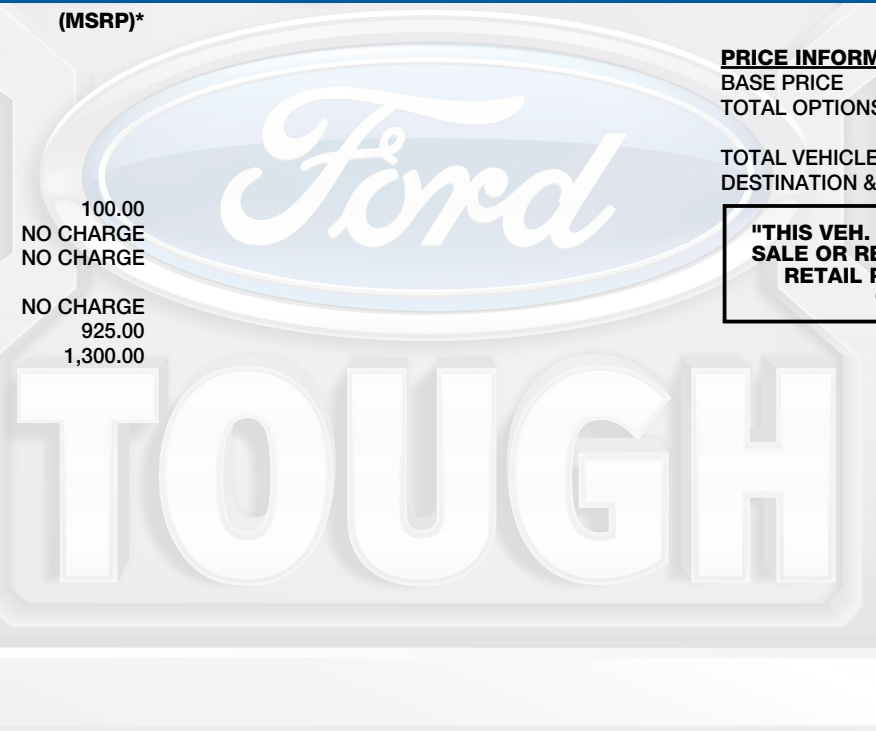 (MSRP)*
100.00
NO CHARGE
NO CHARGE
NO CHARGE
925.00
1,300.00
PRICE INFORM
BASE PRICE
TOTAL OPTIONS
TOTAL VEHICLE
DESTINATION &
"THIS VEH.
SALE OR RE
RETAIL
Ford
TOUGH